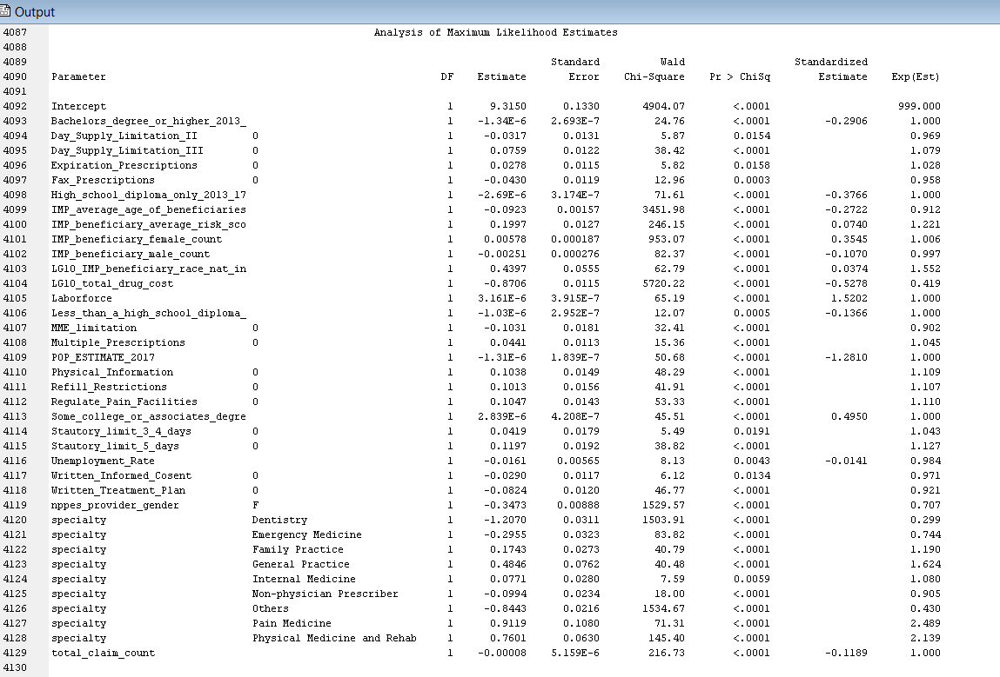 Output
4087 Analysis of Maximum Likelihood Estimates
4088
4089 Standard Wald Standardized
4090 Parameter DF Estimate Error Chi-Square Pr > ChiSq Estimate Exp(Est)
4091
4092 Intercept 1 9.3150 0.1330 4904.07 <.0001 999.000
4093 Bachelors_degree_or_higher_2013_ 1 -1.34E-6 2.693E-7 24.76 <.0001 -0.2906 1.000
4094 Day_Supply_Limitation_II 0 1 -0.0317 0.0131 5.87 0.0154 0.969
4095 Day_Supply_Limitation_III 0 1 0.0759 0.0122 38.42 <.0001 1.079
4096 Expiration_Prescriptions 0 1 0.0278 0.0115 5.82 0.0158 1.028
4097 Fax_Prescriptions 0 1 -0.0430 0.0119 12.96 0.0003 0.958
4098 High_school_diploma_only_2013_17 1 -2.69E-6 3.174E-7 71.61 <.0001 -0.3766 1.000
4099 IMP_average_age_of_beneficiaries 1 -0.0923 0.00157 3451.98 <.0001 -0.2722 0.912
4100 IMP_beneficiary_average_risk_sco 1 0.1997 0.0127 246.15 <.0001 0.0740 1.221
4101 IMP_beneficiary_female_count 1 0.00578 0.000187 953.07 <.0001 0.3545 1.006
4102 IMP_beneficiary_male_count 1 -0.00251 0.000276 82.37 <.0001 -0.1070 0.997
4103 LG10_IMP_beneficiary_race_nat_in 1 0.4397 0.0555 62.79 <.0001 0.0374 1.552
4104 LG10_total_drug_cost 1 -0.8706 0.0115 5720.22 <.0001 -0.5278 0.419
4105 Laborforce 1 3.161E-6 3.915E-7 65.19 <.0001 1.5202 1.000
4106 Less_than_a_high_school_diploma_ 1 -1.03E-6 2.952E-7 12.07 0.0005 -0.1366 1.000
4107 MME_limitation 0 1 -0.1031 0.0181 32.41 <.0001 0.902
4108 Multiple_Prescriptions 0 1 0.0441 0.0113 15.36 <.0001 1.045
4109 POP_ESTIMATE_2017 1 -1.31E-6 1.839E-7 50.68 <.0001 -1.2810 1.000
4110 Physical_Information 0 1 0.1038 0.0149 48.29 <.0001 1.109
4111 Refill_Restrictions 0 1 0.1013 0.0156 41.91 <.0001 1.107
4112 Regulate_Pain_Facilities 0 1 0.1047 0.0143 53.33 <.0001 1.110
4113 Some_college_or_associates_degre 1 2.839E-6 4.208E-7 45.51 <.0001 0.4950 1.000
4114 Stautory_limit_3_4_days 0 1 0.0419 0.0179 5.49 0.0191 1.043
4115 Stautory_limit_5_days 0 1 0.1197 0.0192 38.82 <.0001 1.127
4116 Unemployment_Rate 1 -0.0161 0.00565 8.13 0.0043 -0.0141 0.984
4117 Written_Informed_Cosent 0 1 -0.0290 0.0117 6.12 0.0134 0.971
4118 Written_Treatment_Plan 0 1 -0.0824 0.0120 46.77 <.0001 0.921
4119 nppes_provider_gender F 1 -0.3473 0.00888 1529.57 <.0001 0.707
4120 specialty Dentistry 1 -1.2070 0.0311 1503.91 <.0001 0.299
4121 specialty Emergency Medicine 1 -0.2955 0.0323 83.82 <.0001 0.744
4122 specialty Family Practice 1 0.1743 0.0273 40.79 <.0001 1.190
4123 specialty General Practice 1 0.4846 0.0762 40.48 <.0001 1.624
4124 specialty Internal Medicine 1 0.0771 0.0280 7.59 0.0059 1.080
4125 specialty Non-physician Prescriber 1 -0.0994 0.0234 18.00 <.0001 0.905
4126 specialty Others 1 -0.8443 0.0216 1534.67 <.0001 0.430
4127 specialty Pain Medicine 1 0.9119 0.1080 71.31 <.0001 2.489
4128 specialty Physical Medicine and Rehab 1 0.7601 0.0630 145.40 <.0001 2.139
4129 total_claim_count 1 -0.00008 5.159E-6 216.73 <.0001 -0.1189 1.000
4130